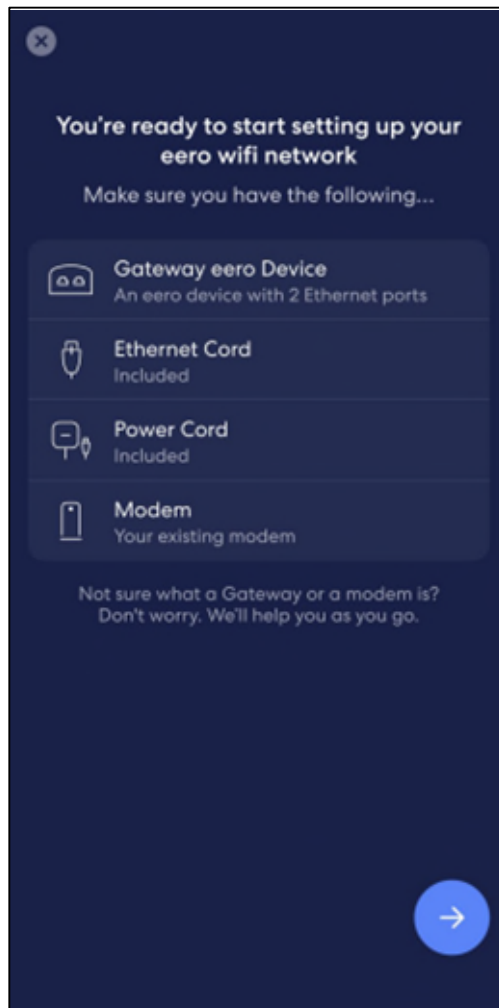 You're ready to start setting up your
eero wifi network
Make sure you have the following...
Gateway eero Device
An eero device with 2 Ethernet ports
Ethernet Cord
Included
Power Cord
Included
Modem
Your existing modem
Not sure what a Gateway or a modem is?
Don't worry. We'll help you as you go.